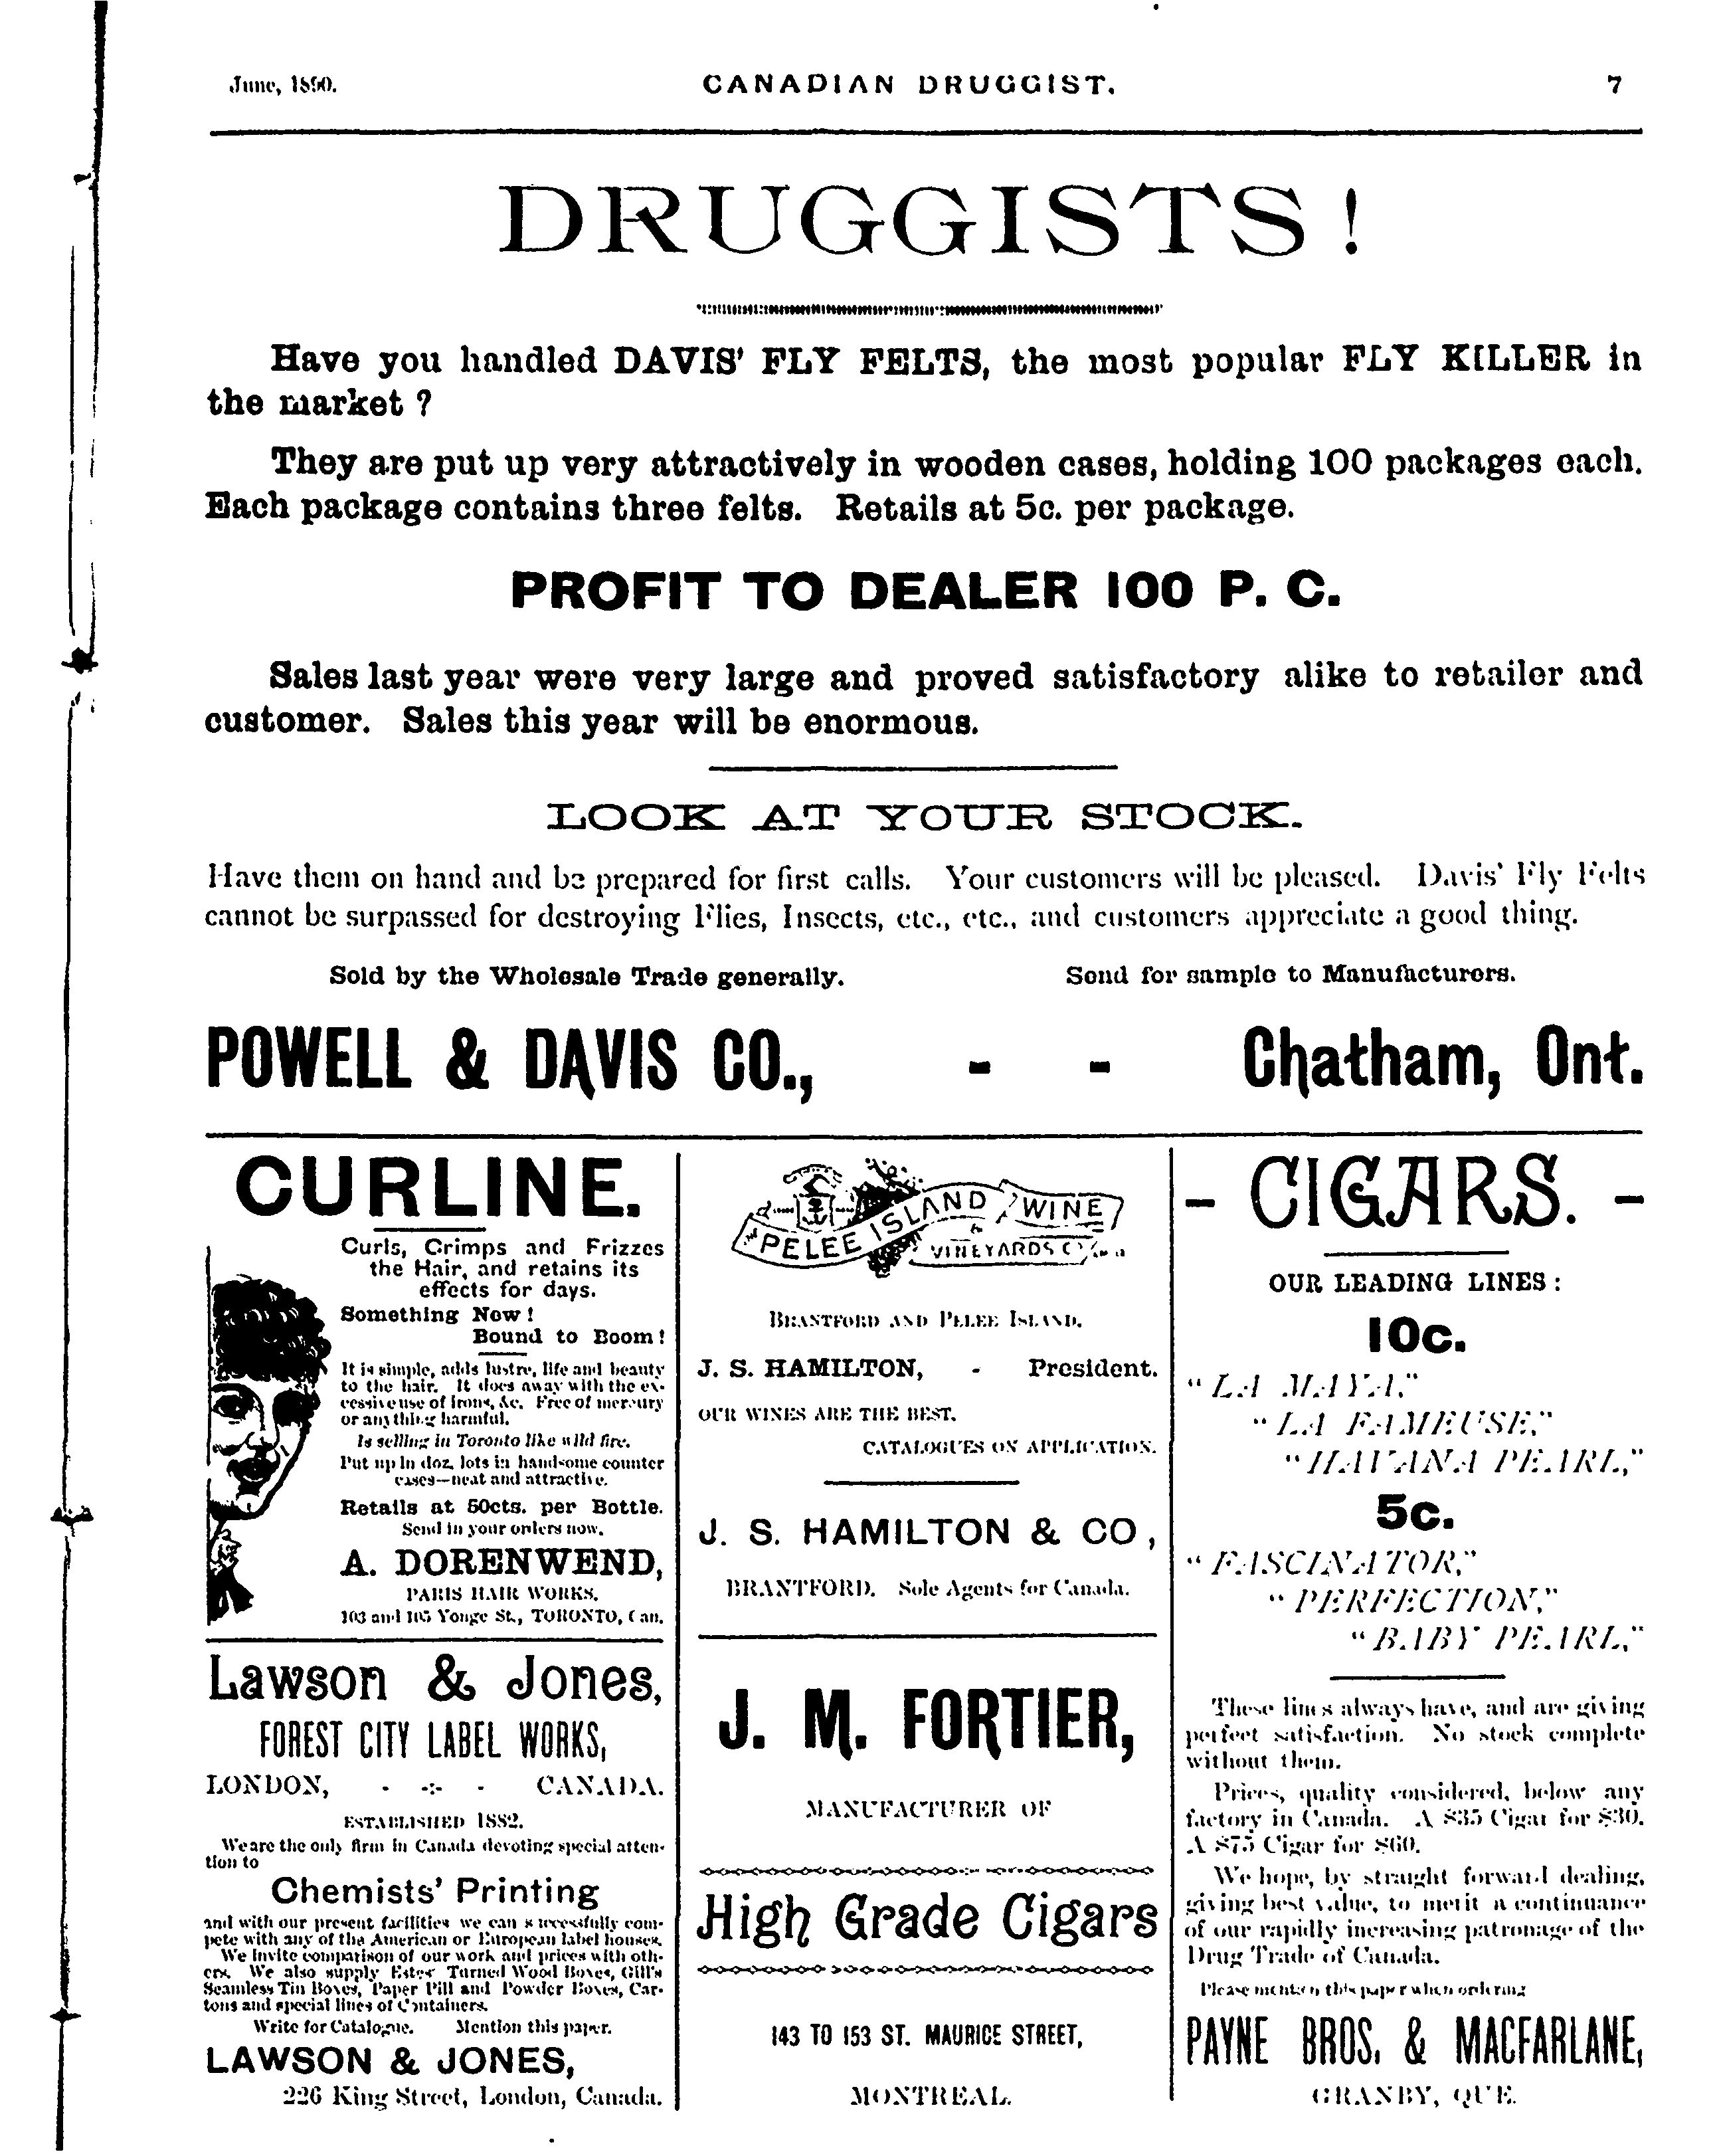 June, 1890.
CANADIAN DRUGGIST.
7
DRUGGISTS!
Have you handled DAVIS' FLY FELTS, the most popular FLY KILLER in
the market ?
They are put up very attractively in wooden cases, holding 100 packages each.
Each package contains three felts. Retails at 5c. per package.
PROFIT TO DEALER 100 P. C.
Sales last year were very large and proved satisfactory alike to retailer and
customer. Sales this year will be enormous.
LOOK AT YOUR STOCK.
Have them on hand and be prepared for first calls. Your customers will be pleased. Davis' Fly Felts
cannot be surpassed for destroying Flies, Insects, etc., etc., and customers appreciate a good thing.
Sold by the Wholesale Trade generally. Send for sample to Manufacturers.
POWELL & DAVIS CO., - - Chatham, Ont.
CURLINE.
Curls, Crimps and Frizzes
the Hair, and retains its
effects for days.
Something New !
Bound to Boom !
It is simple, adds lustre, life and beauty
to the hair. It does away with the ex-
cessive use of Irons, &c. Free of mercury
or anything harmful.
Is selling in Toronto like wild fire.
Put up in doz. lots in handsome counter
cases—neat and attractive.
Retails at 50cts. per Bottle.
Send in your orders now.
A. DORENWEND,
PARIS HAIR WORKS,
103 and 105 Yonge St., TORONTO, Can.
Lawson & Jones,
FOREST CITY LABEL WORKS,
LONDON, - -:- - CANADA.
ESTABLISHED 1882.
We are the only firm in Canada devoting special atten-
tion to
Chemists' Printing
and with our present facilities we can successfully com-
pete with any of the American or European label houses.
We invite comparison of our work and prices with oth-
ers. We also supply Turned Wood Boxes, Gill's
Seamless Tin Boxes, Paper Pill and Powder Boxes, Car-
tons and special lines of Containers.
Write for Catalogue. Mention this paper.
LAWSON & JONES,
226 King Street, London, Canada.
PELEE ISLAND WINE
& VINEYARDS CO.
BRANTFORD AND PELEE ISLAND.
J. S. HAMILTON, - President.
OUR WINES ARE THE BEST.
CATALOGUES ON APPLICATION.
J. S. HAMILTON & CO,
BRANTFORD. Sole Agents for Canada.
J. M. FORTIER,
MANUFACTURER OF
High Grade Cigars
143 TO 153 ST. MAURICE STREET,
MONTREAL.
- CIGARS. -
OUR LEADING LINES :
10c.
"LA MAYA,"
"LA FAMEUSE,"
"HAVANA PEARL,"
5c.
"FASCINATOR,"
"PERFECTION,"
"BABY PEARL,"
These lines always have, and are giving
perfect satisfaction. No stock complete
without them.
Prices, quality considered, below any
factory in Canada. A $35 Cigar for $30.
A $75 Cigar for $60.
We hope, by straight forward dealing,
giving best value, to merit a continuance
of our rapidly increasing patronage of the
Drug Trade of Canada.
Please mention this paper when ordering
PAYNE BROS. & MACFARLANE,
GRANBY, QUE.